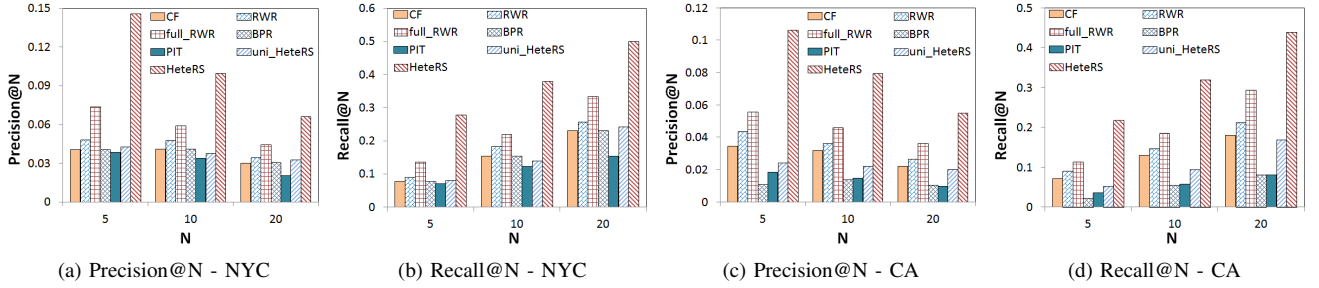 0.15
0.12
0.09
0.06
0.03
0
Precision@N
CF
RWR
full_RWR
BPR
PIT
uni_HeteRS
HeteRS
5
10
20
N
(a) Precision@N - NYC
0.6
0.5
0.4
0.3
0.2
0.1
0
Recall@N
CF
RWR
full_RWR
BPR
PIT
uni_HeteRS
HeteRS
5
10
20
N
(b) Recall@N - NYC
0.12
0.1
0.08
0.06
0.04
0.02
0
Precision@N
CF
RWR
full_RWR
BPR
PIT
uni_HeteRS
HeteRS
5
10
20
N
(c) Precision@N - CA
0.5
0.4
0.3
0.2
0.1
0
Recall@N
CF
RWR
full_RWR
BPR
PIT
uni_HeteRS
HeteRS
5
10
20
N
(d) Recall@N - CA